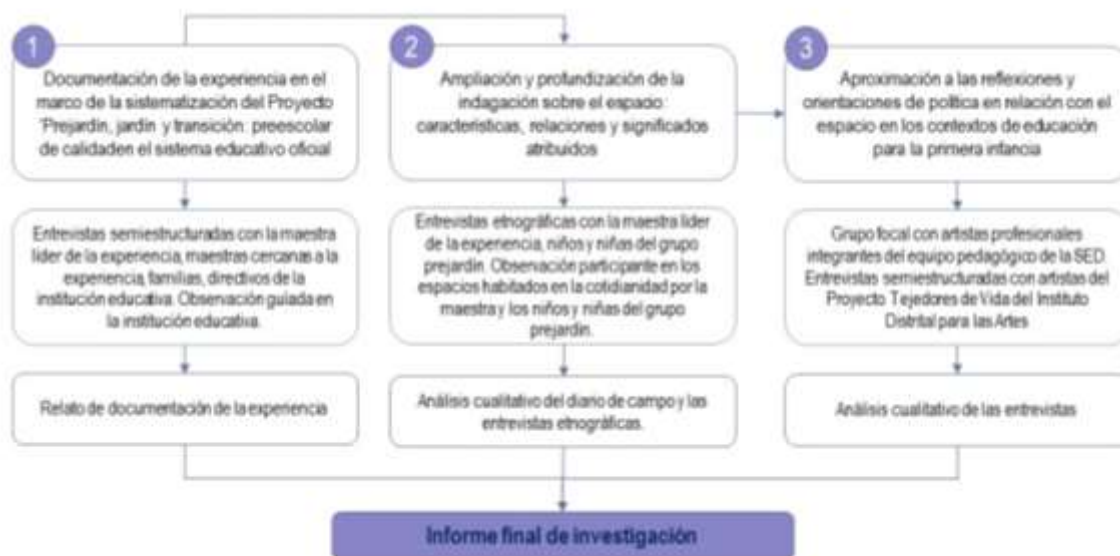 1
Documentación de la experiencia en el
marco de la sistematización del Proyecto
"Prejardín, jardín y transición: preescolar
de calidaden el sistema educativo oficial
2
Ampliación y profundización de la
indagación sobre el espacio:
características, relaciones y significados
atribuidos
3
Aproximación a las reflexiones y
orientaciones de política en relación con el
espacio en los contextos de educación
para la primera infancia
Entrevistas semiestructuradas con la maestra
líder de la experiencia, maestras cercanas a la
experiencia, familias, directivos de la
institución educativa. Observación guiada en
la institución educativa.
Entrevistas etnográficas con la maestra líder
de la experiencia, niños y niñas del grupo
prejardín. Observación participante en los
espacios habitados en la cotidianidad por la
maestra y los niños y niñas del grupo
prejardín.
Grupo focal con artistas profesionales
integrantes del equipo pedagógico de la SED.
Entrevistas semiestructuradas con artistas del
Proyecto Tejedores de Vida del Instituto
Distrital para las Artes
Relato de documentación de la experiencia
Análisis cualitativo del diario de campo y las
entrevistas etnográficas.
Análisis cualitativo de las entrevistas
Informe final de investigación